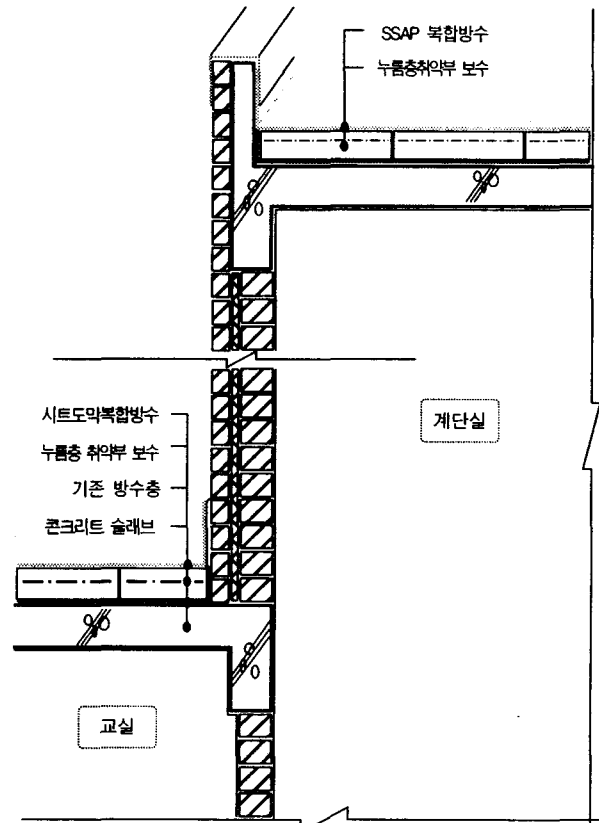 SSAP 복합방수
누름층취약부 보수
계단실
시트도막복합방수
누름층 취약부 보수
기존 방수층
콘크리트 슬래브
교실